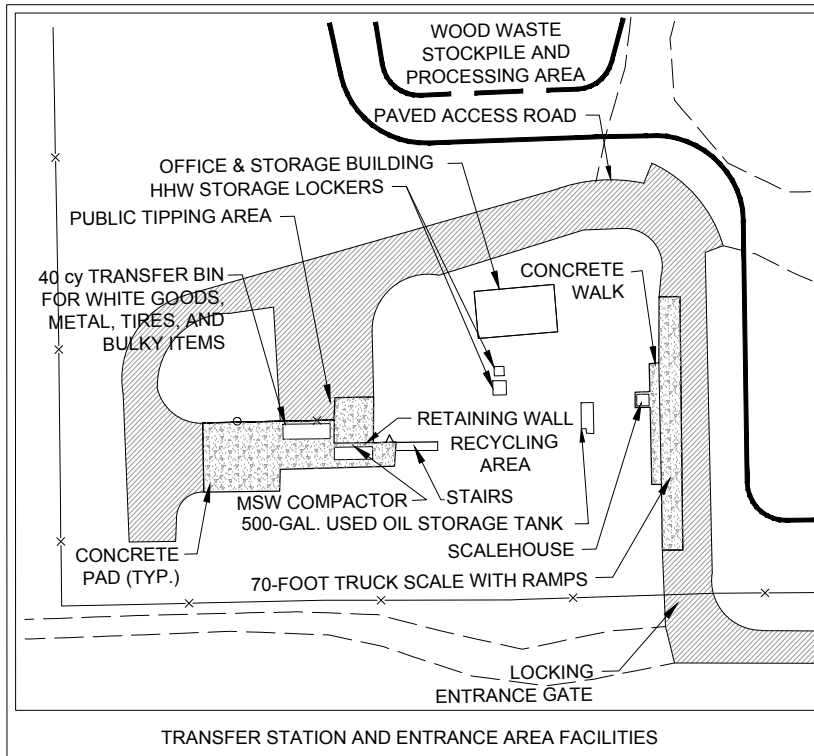 WOOD WASTE
STOCKPILE AND
PROCESSING AREA
PAVED ACCESS ROAD
OFFICE & STORAGE BUILDING
HHW STORAGE LOCKERS
PUBLIC TIPPING AREA
40 cy TRANSFER BIN
FOR WHITE GOODS,
METAL, TIRES, AND
BULKY ITEMS
CONCRETE
WALK
RETAINING WALL
RECYCLING
AREA
MSW COMPACTOR
STAIRS
500-GAL. USED OIL STORAGE TANK
SCALEHOUSE
CONCRETE
PAD (TYP.)
70-FOOT TRUCK SCALE WITH RAMPS
LOCKING
ENTRANCE GATE
TRANSFER STATION AND ENTRANCE AREA FACILITIES